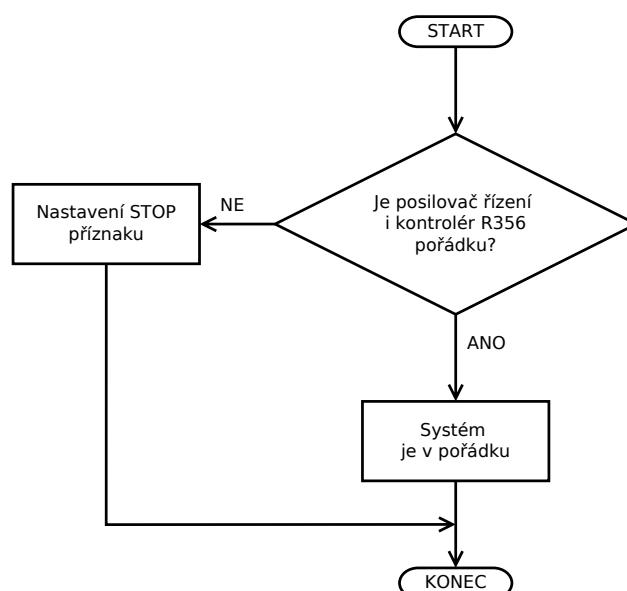 START
Je posilovač řízení
i kontrolér R356
pořádku?
NE
Nastavení STOP
příznaku
ANO
Systém
je v pořádku
KONEC